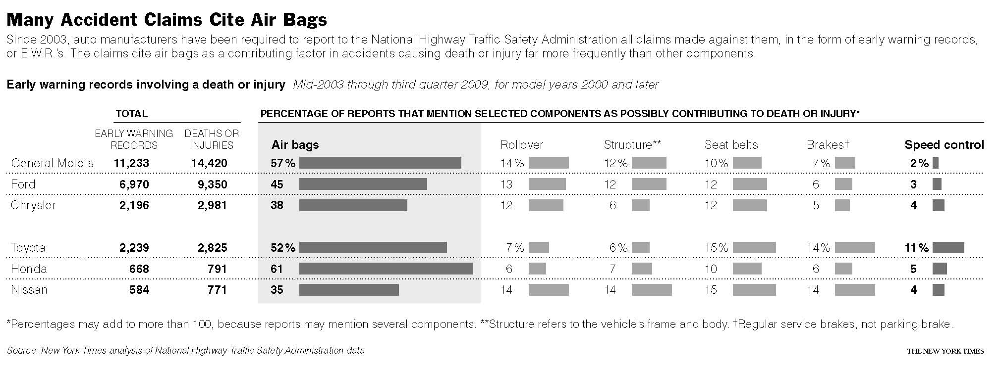 Many Accident Claims Cite Air Bags
Since 2003, auto manufacturers have been required to report to the National Highway Traffic Safety Administration all claims made against them, in the form of early warning records,
or E.W.R.'s. The claims cite air bags as a contributing factor in accidents causing death or injury far more frequently than other components.
Early warning records involving a death or injury Mid-2003 through third quarter 2009, for model years 2000 and later
TOTAL PERCENTAGE OF REPORTS THAT MENTION SELECTED COMPONENTS AS POSSIBLY CONTRIBUTING TO DEATH OR INJURY*
EARLY WARNING DEATHS OR
RECORDS INJURIES Air bags Rollover Structure** Seat belts Brakes† Speed control
General Motors 11,233 14,420 57% 14% 12% 10% 7% 2%
Ford 6,970 9,350 45 13 12 12 6 3
Chrysler 2,196 2,981 38 12 6 12 5 4
Toyota 2,239 2,825 52% 7% 6% 15% 14% 11%
Honda 668 791 61 6 7 10 6 5
Nissan 584 771 35 14 14 15 14 4
*Percentages may add to more than 100, because reports may mention several components. **Structure refers to the vehicle's frame and body. †Regular service brakes, not parking brake.
Source: New York Times analysis of National Highway Traffic Safety Administration data THE NEW YORK TIMES